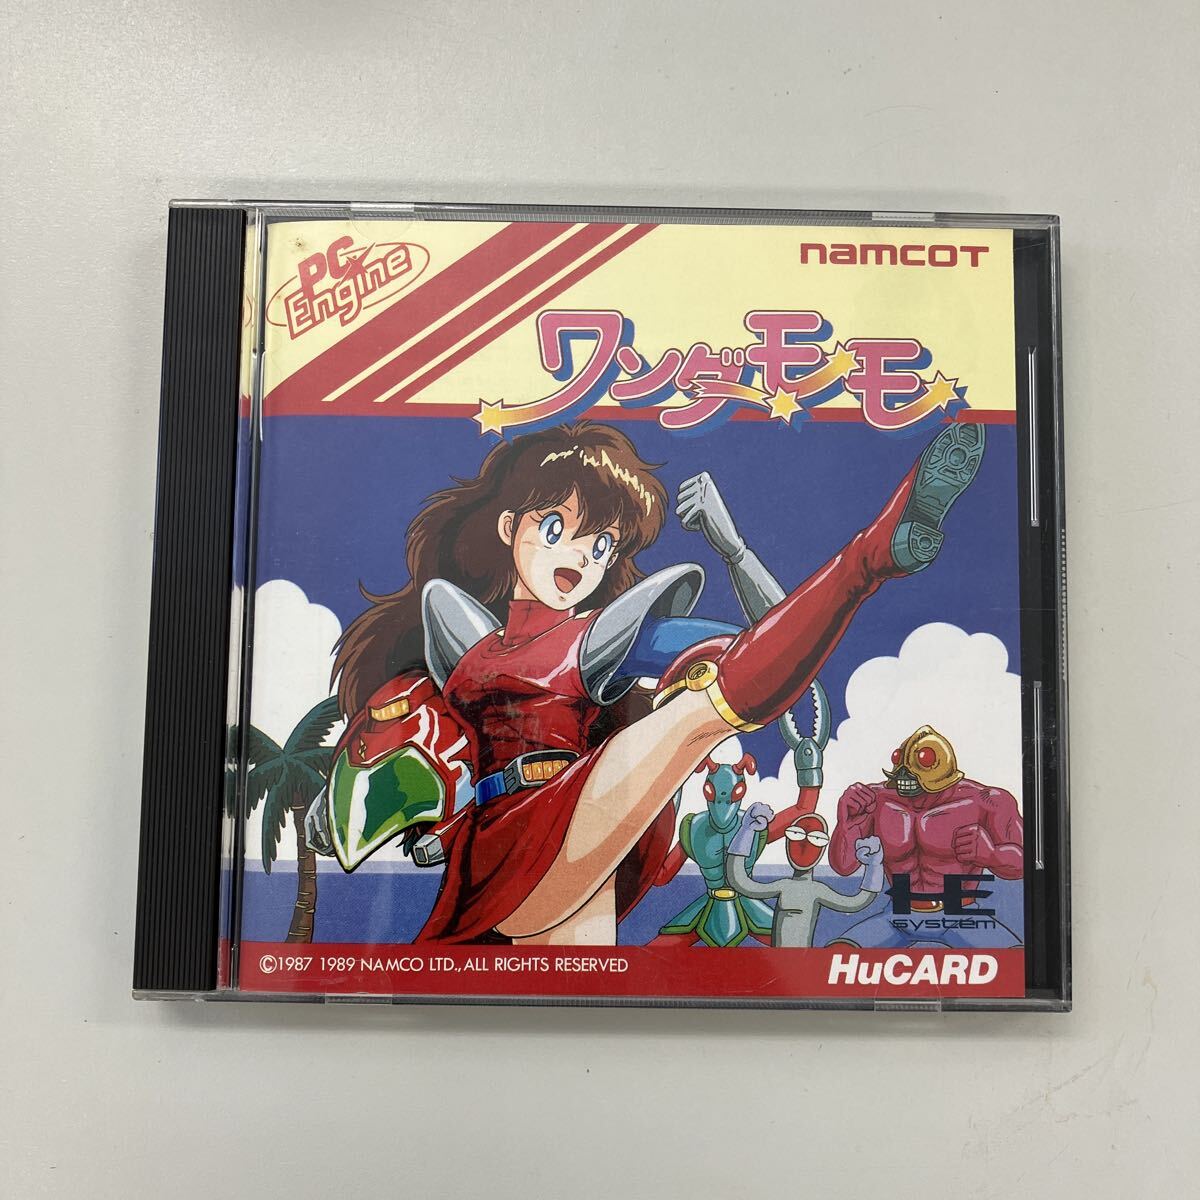 PC
Engine
namcoT
ワンダーモモ
HE
system
©1987 1989 NAMCO LTD., ALL RIGHTS RESERVED
HuCARD